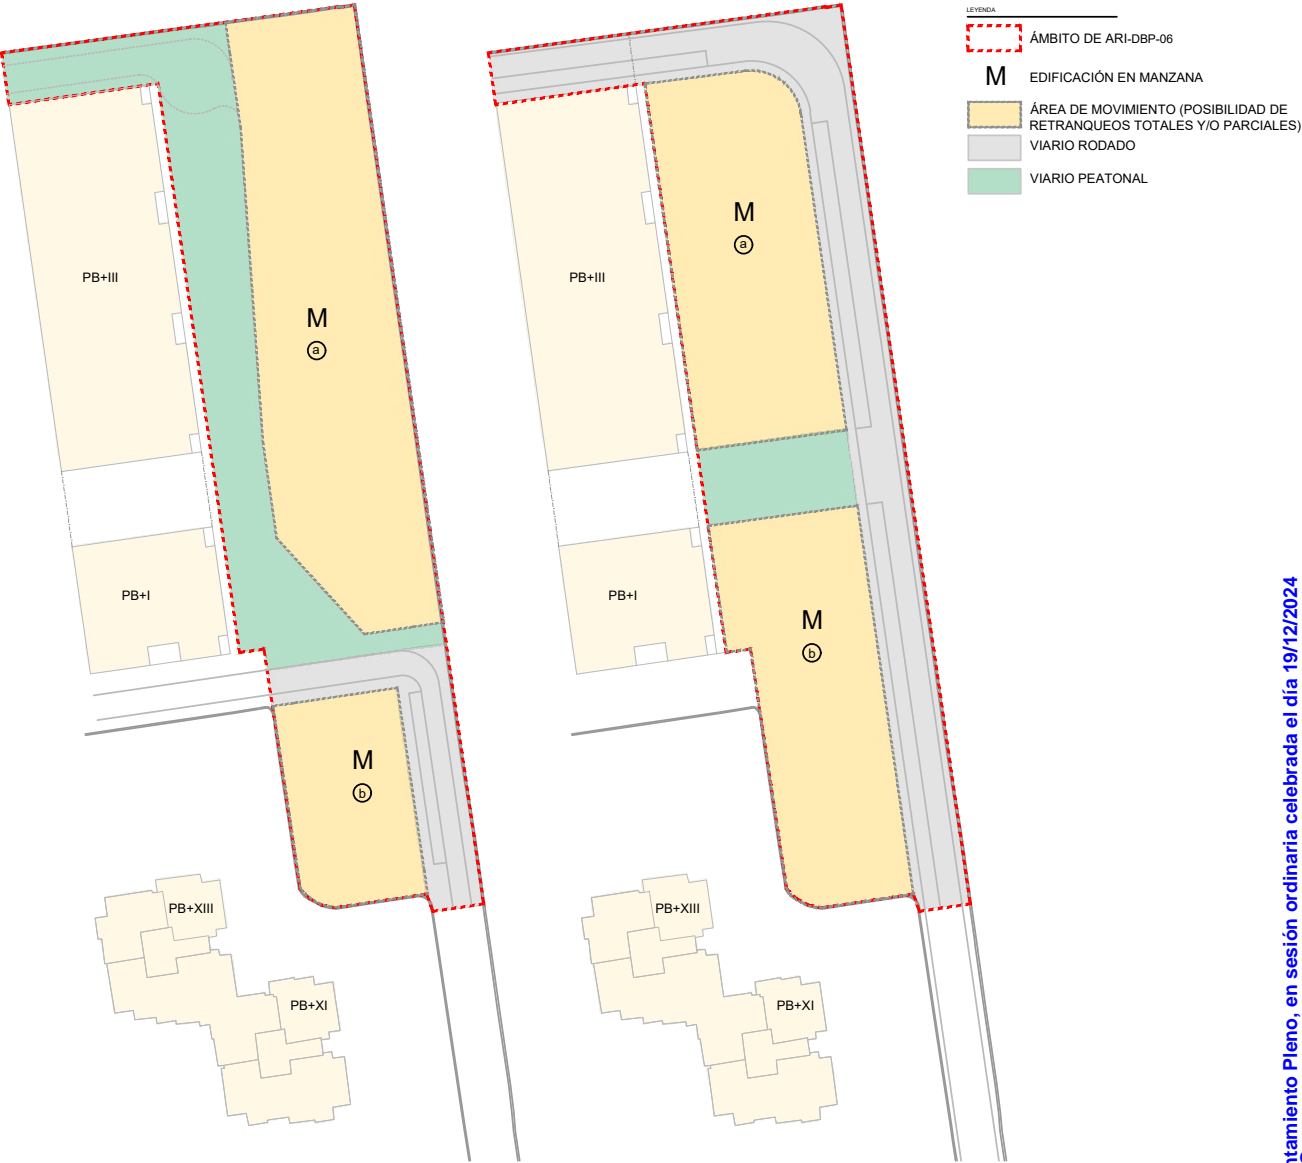 LEYENDA
ÁMBITO DE ARI-DBP-06
M EDIFICACIÓN EN MANZANA
ÁREA DE MOVIMIENTO (POSIBILIDAD DE
RETRANQUEOS TOTALES Y/O PARCIALES)
VIARIO RODADO
VIARIO PEATONAL
PB+III
M
a
PB+I
M
b
PB+XIII
PB+XI
PB+III
M
a
PB+I
M
b
PB+XIII
PB+XI
Pleno, en sesión ordinaria celebrada el día 19/12/2024